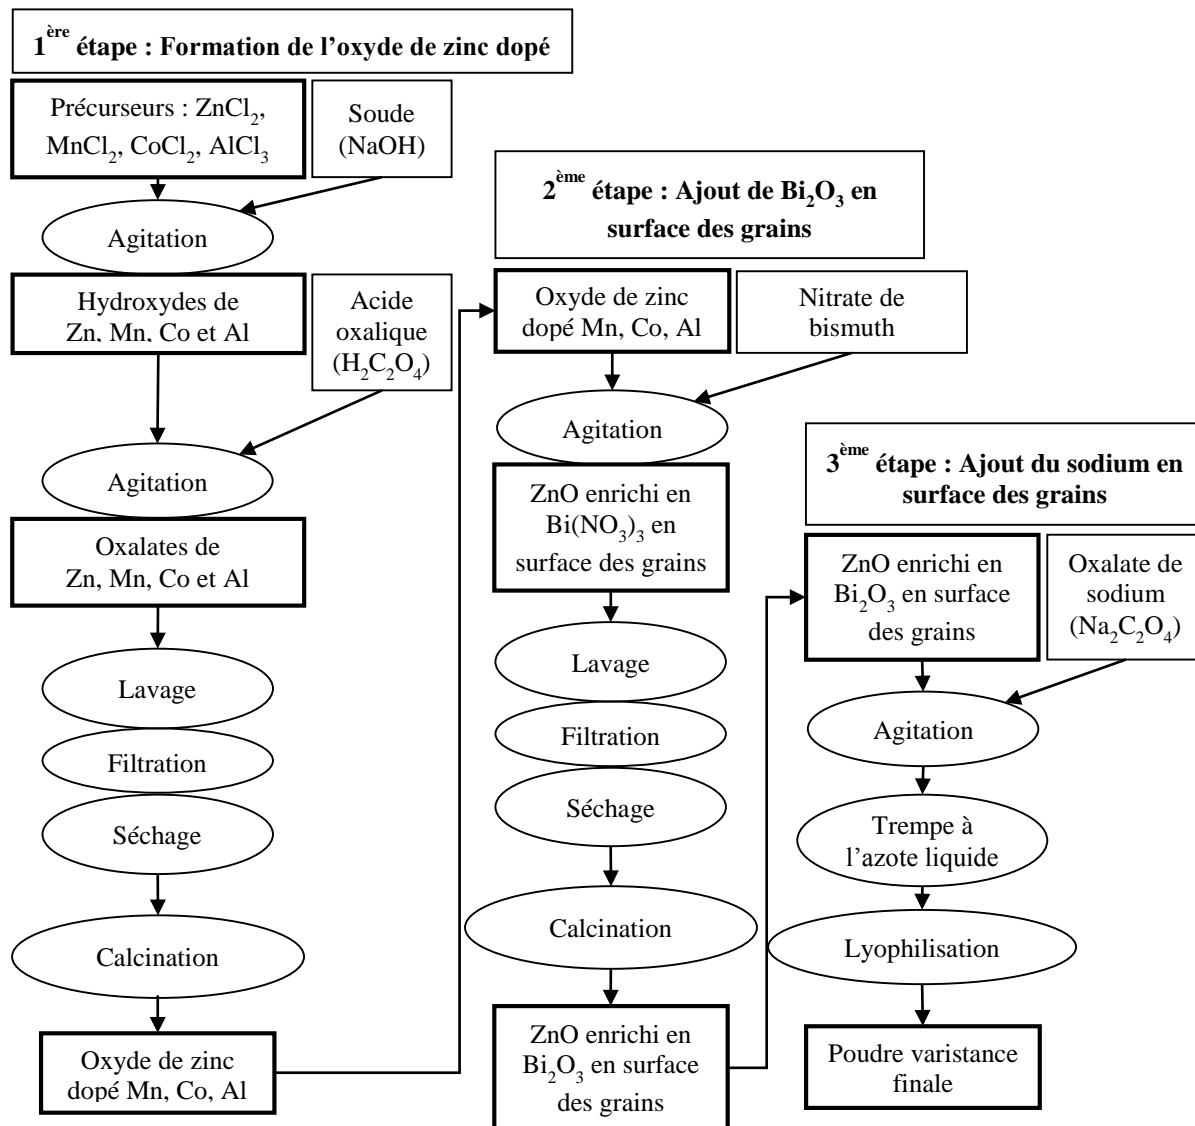 1ère étape : Formation de l'oxyde de zinc dopé
Précurseurs : ZnCl2,
MnCl2, CoCl2, AlCl3
Soude
(NaOH)
Agitation
Hydroxydes de
Zn, Mn, Co et Al
Acide
oxalique
(H2C2O4)
Agitation
Oxalates de
Zn, Mn, Co et Al
Lavage
Filtration
Séchage
Calcination
Oxyde de zinc
dopé Mn, Co, Al
2ème étape : Ajout de Bi2O3 en
surface des grains
Oxyde de zinc
dopé Mn, Co, Al
Nitrate de
bismuth
Agitation
ZnO enrichi en
Bi(NO3)3 en
surface des grains
Lavage
Filtration
Séchage
Calcination
ZnO enrichi en
Bi2O3 en surface
des grains
3ème étape : Ajout du sodium en
surface des grains
ZnO enrichi en
Bi2O3 en surface
des grains
Oxalate de
sodium
(Na2C2O4)
Agitation
Trempe à
l'azote liquide
Lyophilisation
Poudre varistance
finale